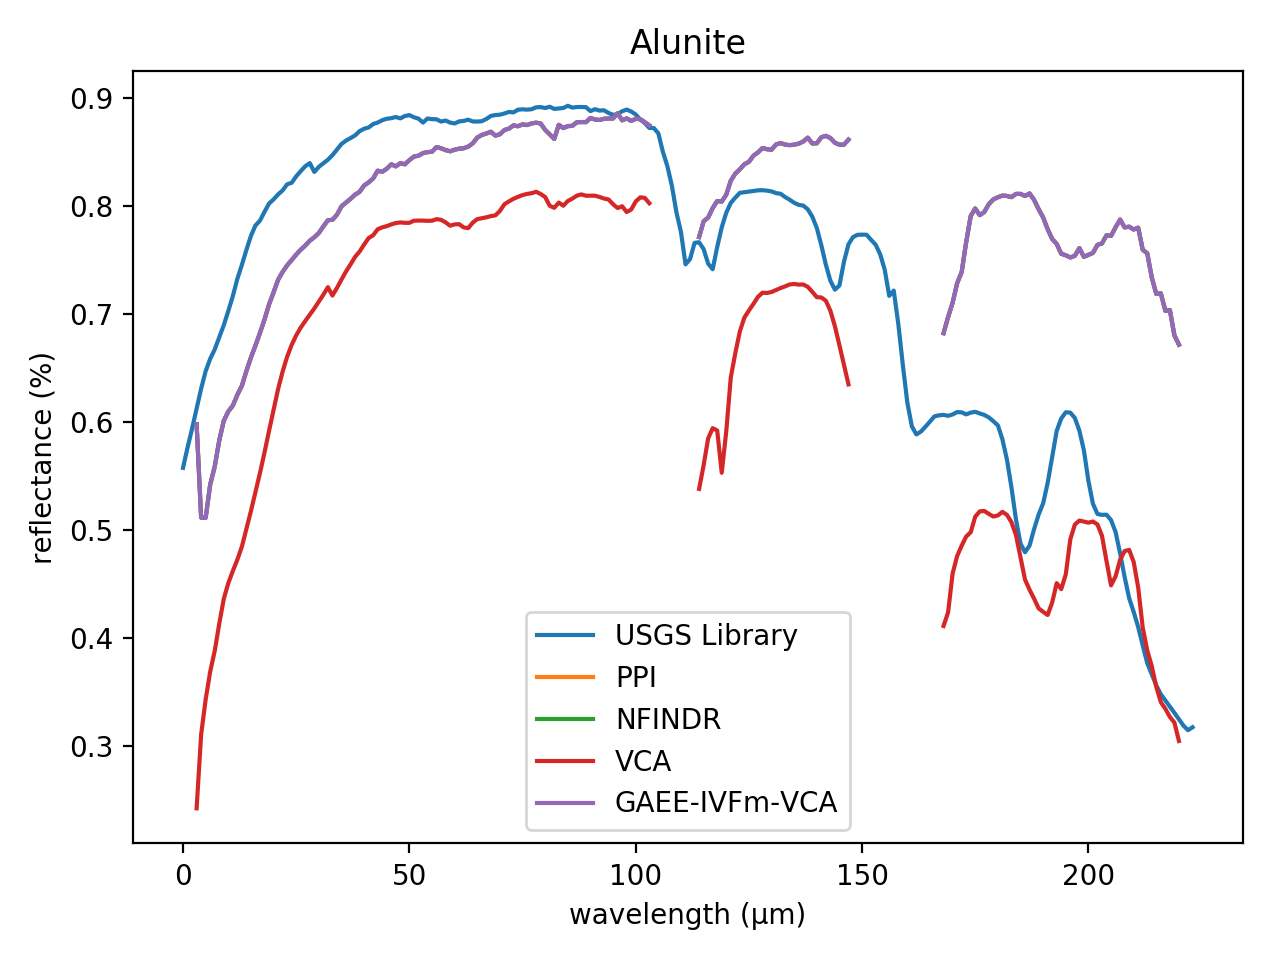 Alunite
0.9
0.8
0.7
0.6
0.5
0.4
0.3
reflectance (%)
0
50
100
150
200
wavelength (μm)
USGS Library
PPI
NFINDR
VCA
GAEE-IVFm-VCA